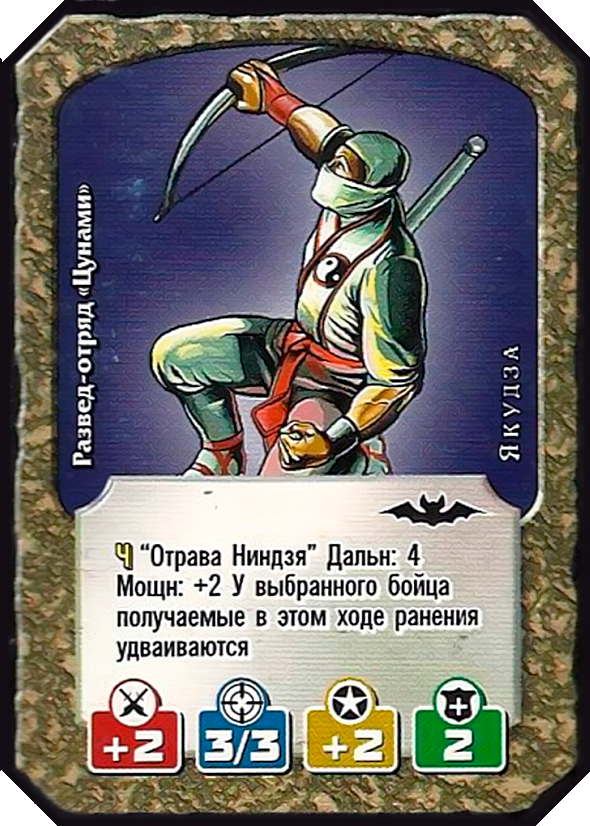 Развед-отряд «Цунами»
Якудза
Ч “Отрава Ниндзя” Дальн: 4
Мощн: +2 У выбранного бойца
получаемые в этом ходе ранения
удваиваются
+2 3/3 +2 2